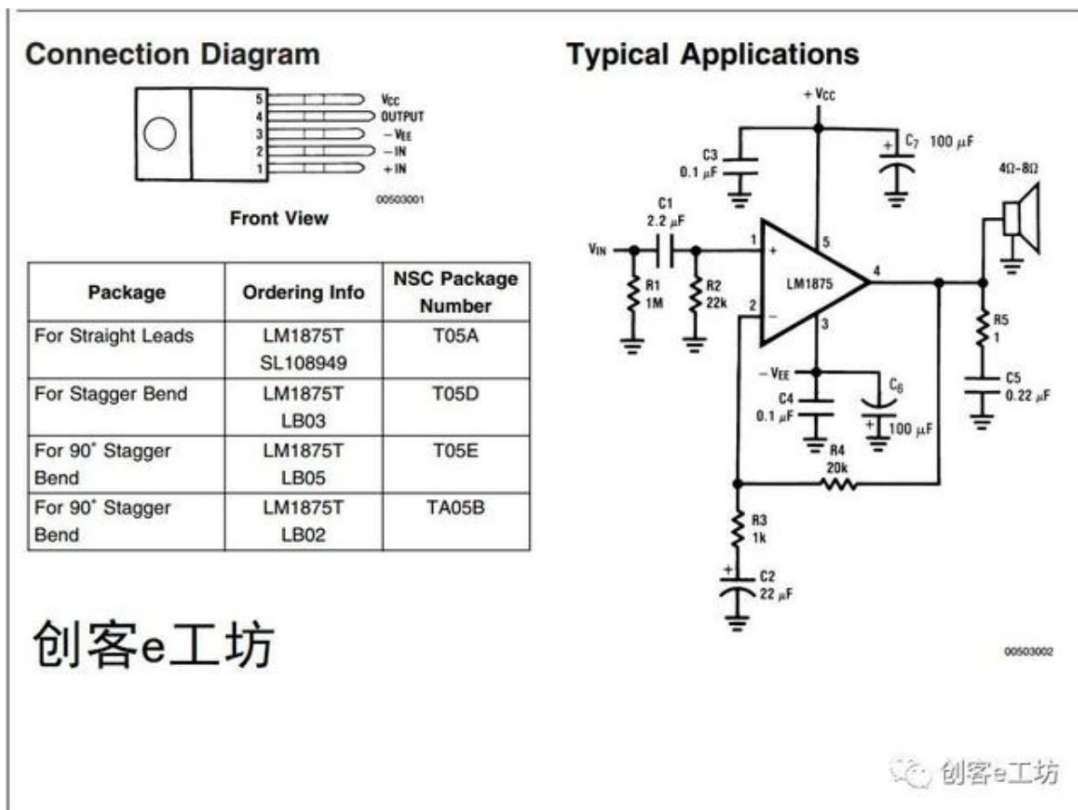 Connection Diagram
5 VCC
4 OUTPUT
3 −VEE
2 −IN
1 +IN
00503001
Front View
Package Ordering Info NSC Package Number
For Straight Leads LM1875T SL108949 T05A
For Stagger Bend LM1875T LB03 T05D
For 90° Stagger Bend LM1875T LB05 T05E
For 90° Stagger Bend LM1875T LB02 TA05B
创客e工坊
Typical Applications
+ VCC
C3
0.1 μF
+ C7 100 μF
4Ω-8Ω
C1
2.2 μF
VIN
R1
1M
R2
22k
1 +
2 −
LM1875
5
4
3
R5
1
C5
0.22 μF
− VEE
C4
0.1 μF
C6
+ 100 μF
R4
20k
R3
1k
+ C2
22 μF
00503002
创客e工坊